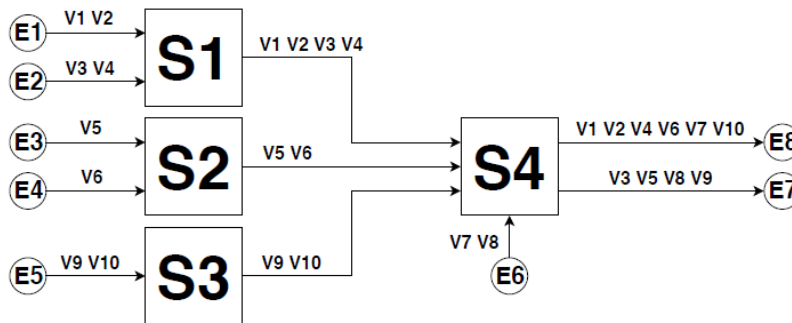 E1
V1 V2
E2
V3 V4
S1
V1 V2 V3 V4
E3
V5
E4
V6
S2
V5 V6
E5
V9 V10
S3
V9 V10
S4
V7 V8
E6
V1 V2 V4 V6 V7 V10
E8
V3 V5 V8 V9
E7